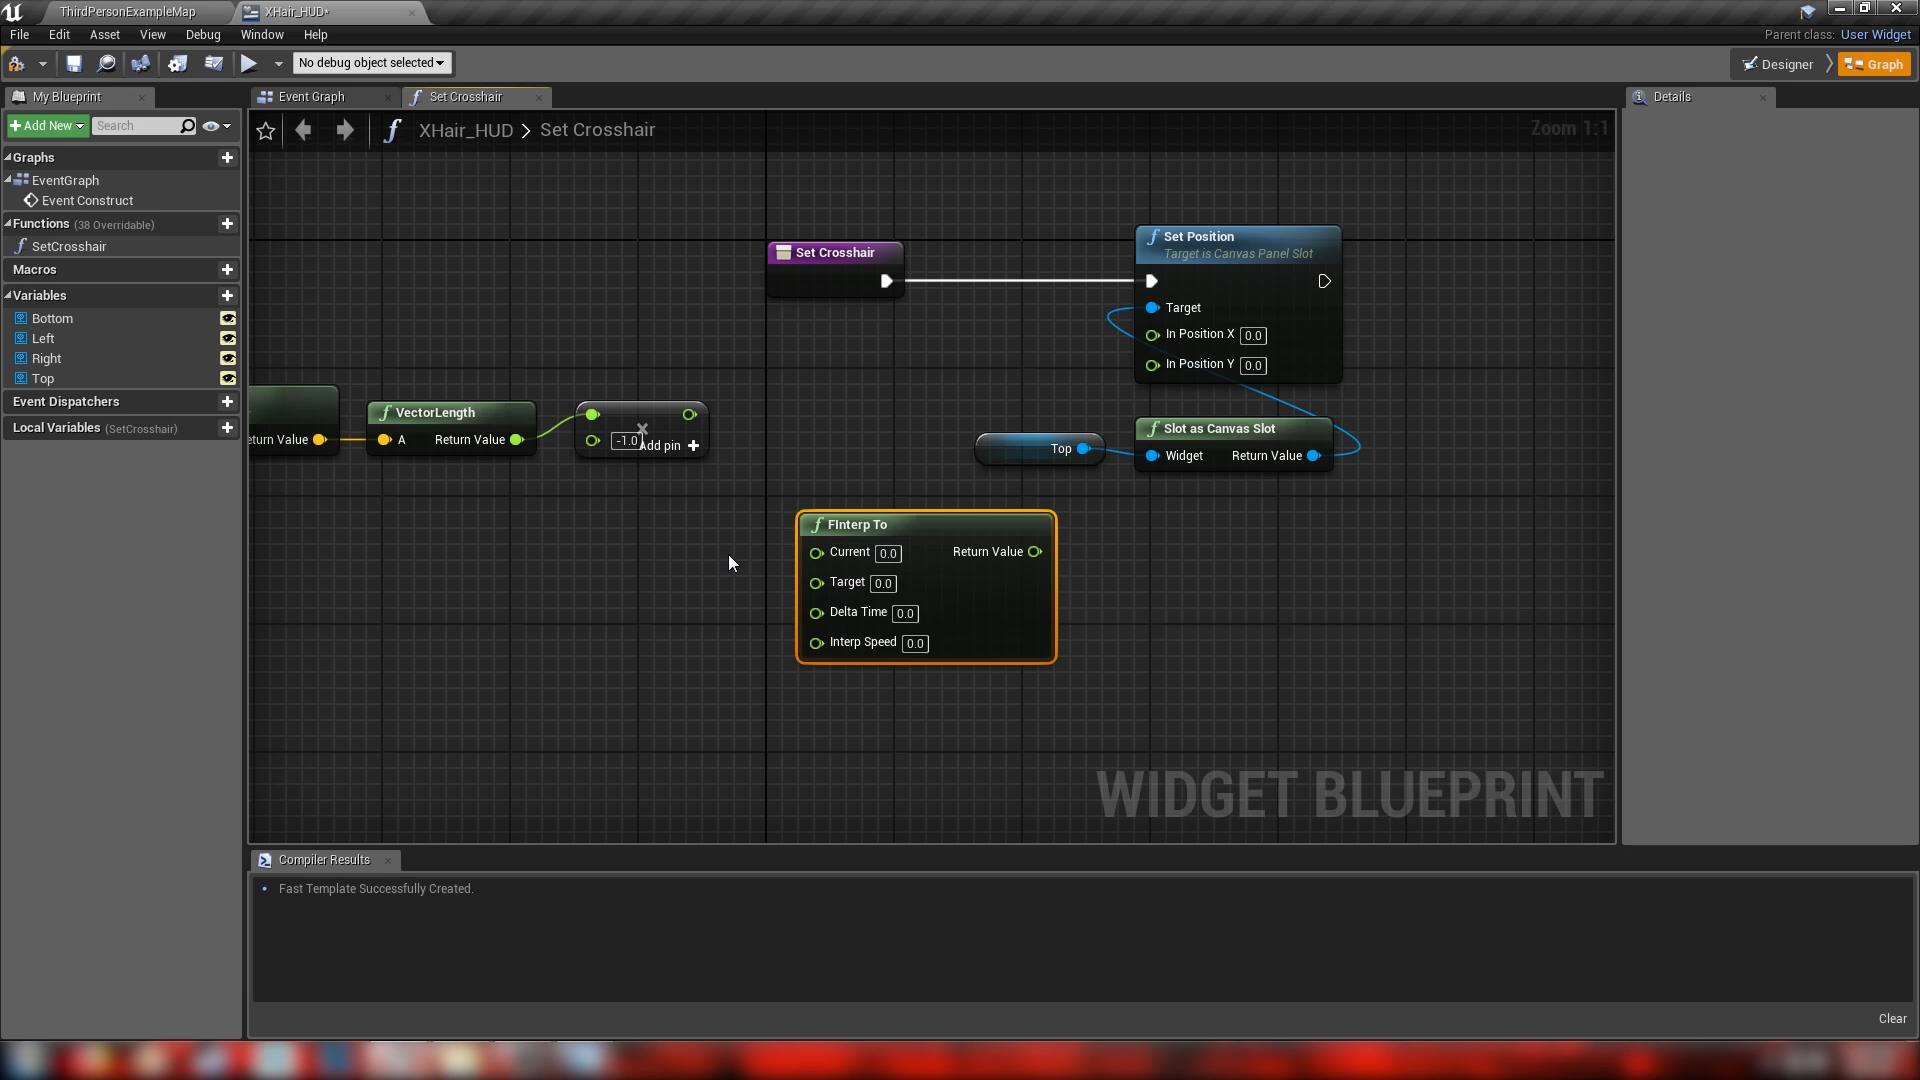 ThirdPersonExampleMap
XHair_HUD*
File Edit Asset View Debug Window Help
Parent class: User Widget
No debug object selected
Designer
Graph
My Blueprint
Event Graph
Set Crosshair
Details
Add New
Search
XHair_HUD > Set Crosshair
Zoom 1:1
Graphs
EventGraph
Event Construct
Functions (38 Overridable)
SetCrosshair
Macros
Variables
Bottom
Left
Right
Top
Event Dispatchers
Local Variables (SetCrosshair)
Set Crosshair
Set Position
Target is Canvas Panel Slot
Target
In Position X 0.0
In Position Y 0.0
eturn Value
VectorLength
A Return Value
-1.0
Add pin
Top
Slot as Canvas Slot
Widget Return Value
FInterp To
Current 0.0 Return Value
Target 0.0
Delta Time 0.0
Interp Speed 0.0
WIDGET BLUEPRINT
Compiler Results
Fast Template Successfully Created.
Clear